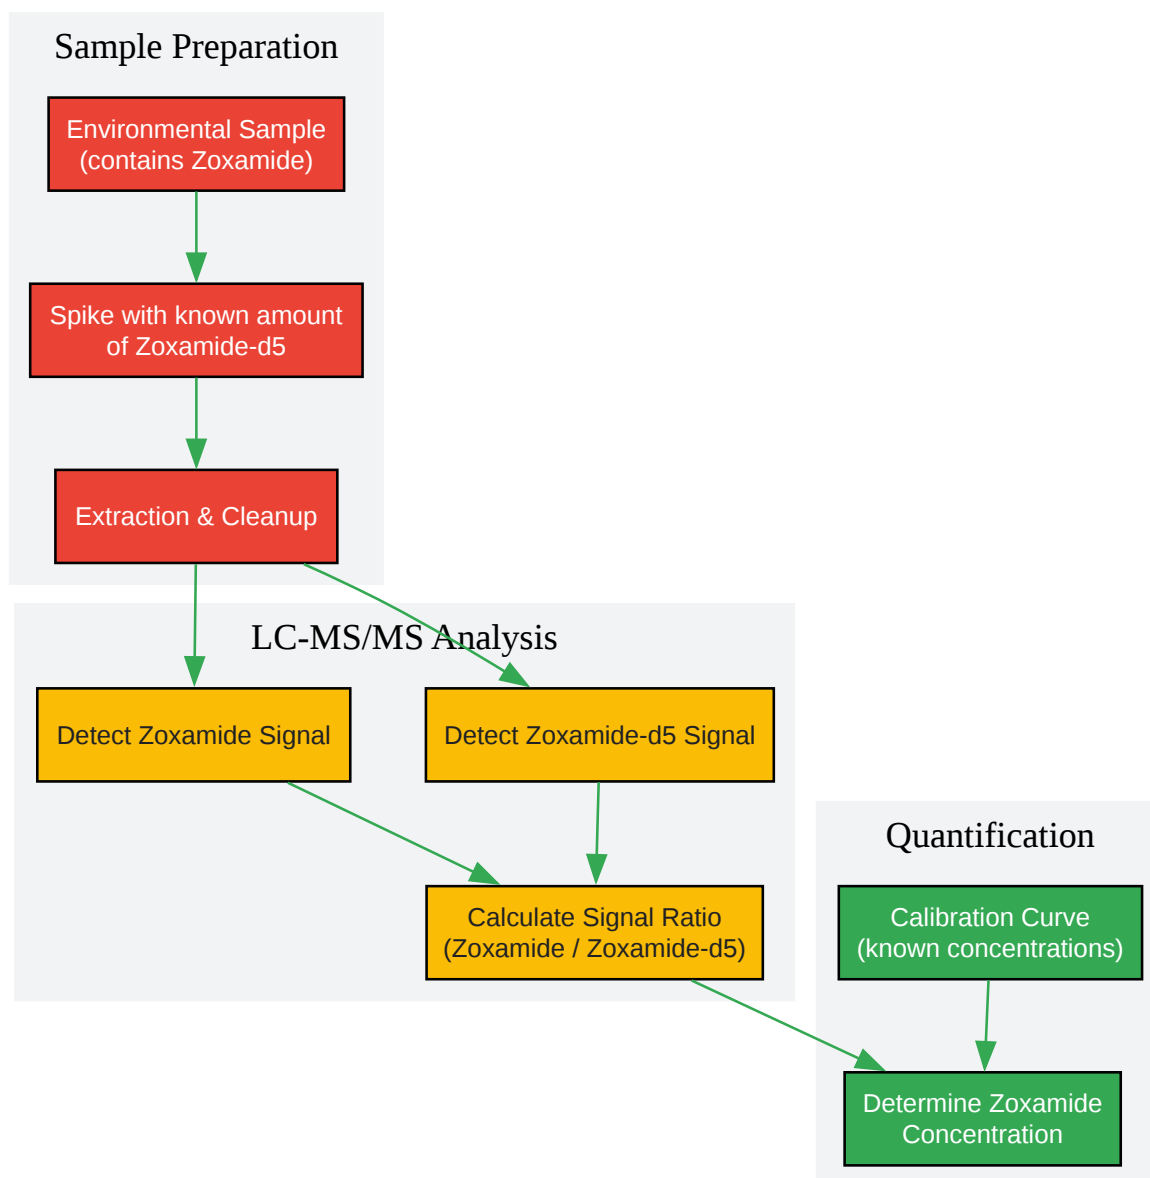 Sample Preparation
Environmental Sample
(contains Zoxamide)
Spike with known amount
of Zoxamide-d5
Extraction & Cleanup
LC-MS/MS Analysis
Detect Zoxamide Signal
Detect Zoxamide-d5 Signal
Calculate Signal Ratio
(Zoxamide / Zoxamide-d5)
Quantification
Calibration Curve
(known concentrations)
Determine Zoxamide
Concentration